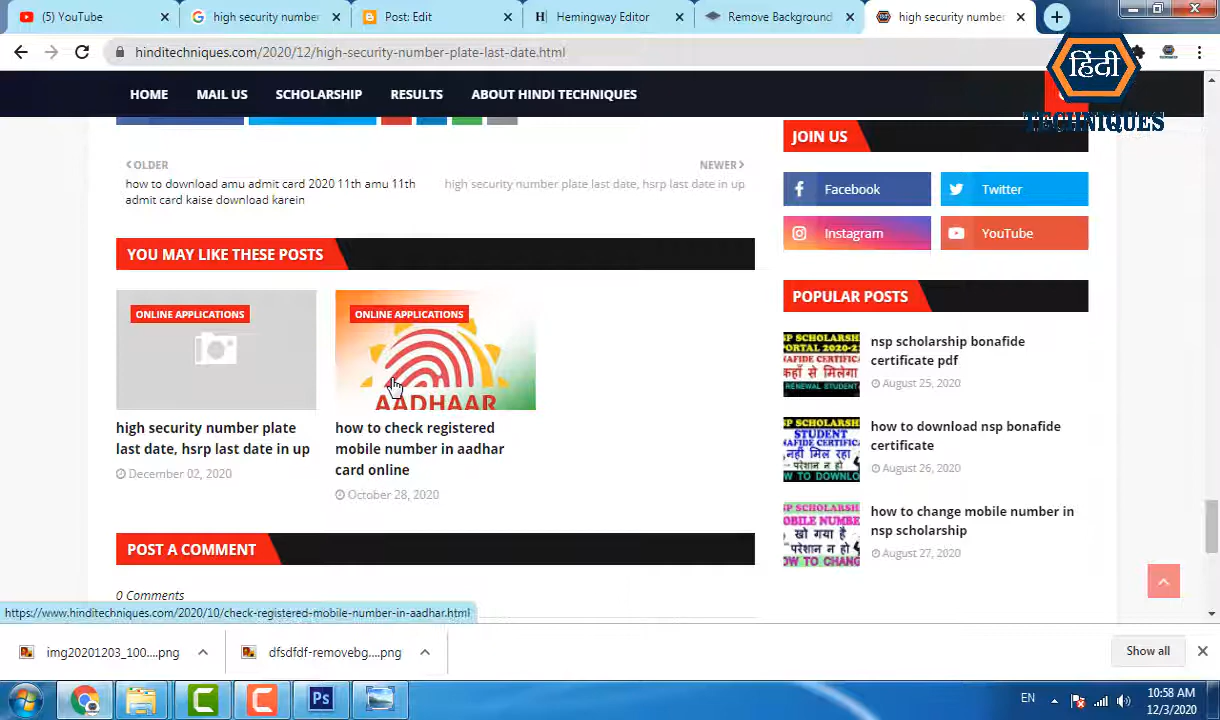 (5) YouTube
high security number
Post: Edit
Hemingway Editor
Remove Background
high security number
hinditechniques.com/2020/12/high-security-number-plate-last-date.html
हिंदी
TECHNIQUES
HOME
MAIL US
SCHOLARSHIP
RESULTS
ABOUT HINDI TECHNIQUES
OLDER
how to download amu admit card 2020 11th amu 11th
admit card kaise download karein
NEWER
high security number plate last date, hsrp last date in up
YOU MAY LIKE THESE POSTS
ONLINE APPLICATIONS
high security number plate
last date, hsrp last date in up
December 02, 2020
ONLINE APPLICATIONS
AADHAAR
how to check registered
mobile number in aadhar
card online
October 28, 2020
POST A COMMENT
0 Comments
JOIN US
Facebook
Twitter
Instagram
YouTube
POPULAR POSTS
nsp scholarship bonafide
certificate pdf
August 25, 2020
how to download nsp bonafide
certificate
August 26, 2020
how to change mobile number in
nsp scholarship
August 27, 2020
https://www.hinditechniques.com/2020/10/check-registered-mobile-number-in-aadhar.html
img20201203_100....png
dfsdfdf-removebg....png
Show all
Ps
EN
10:58 AM
12/3/2020